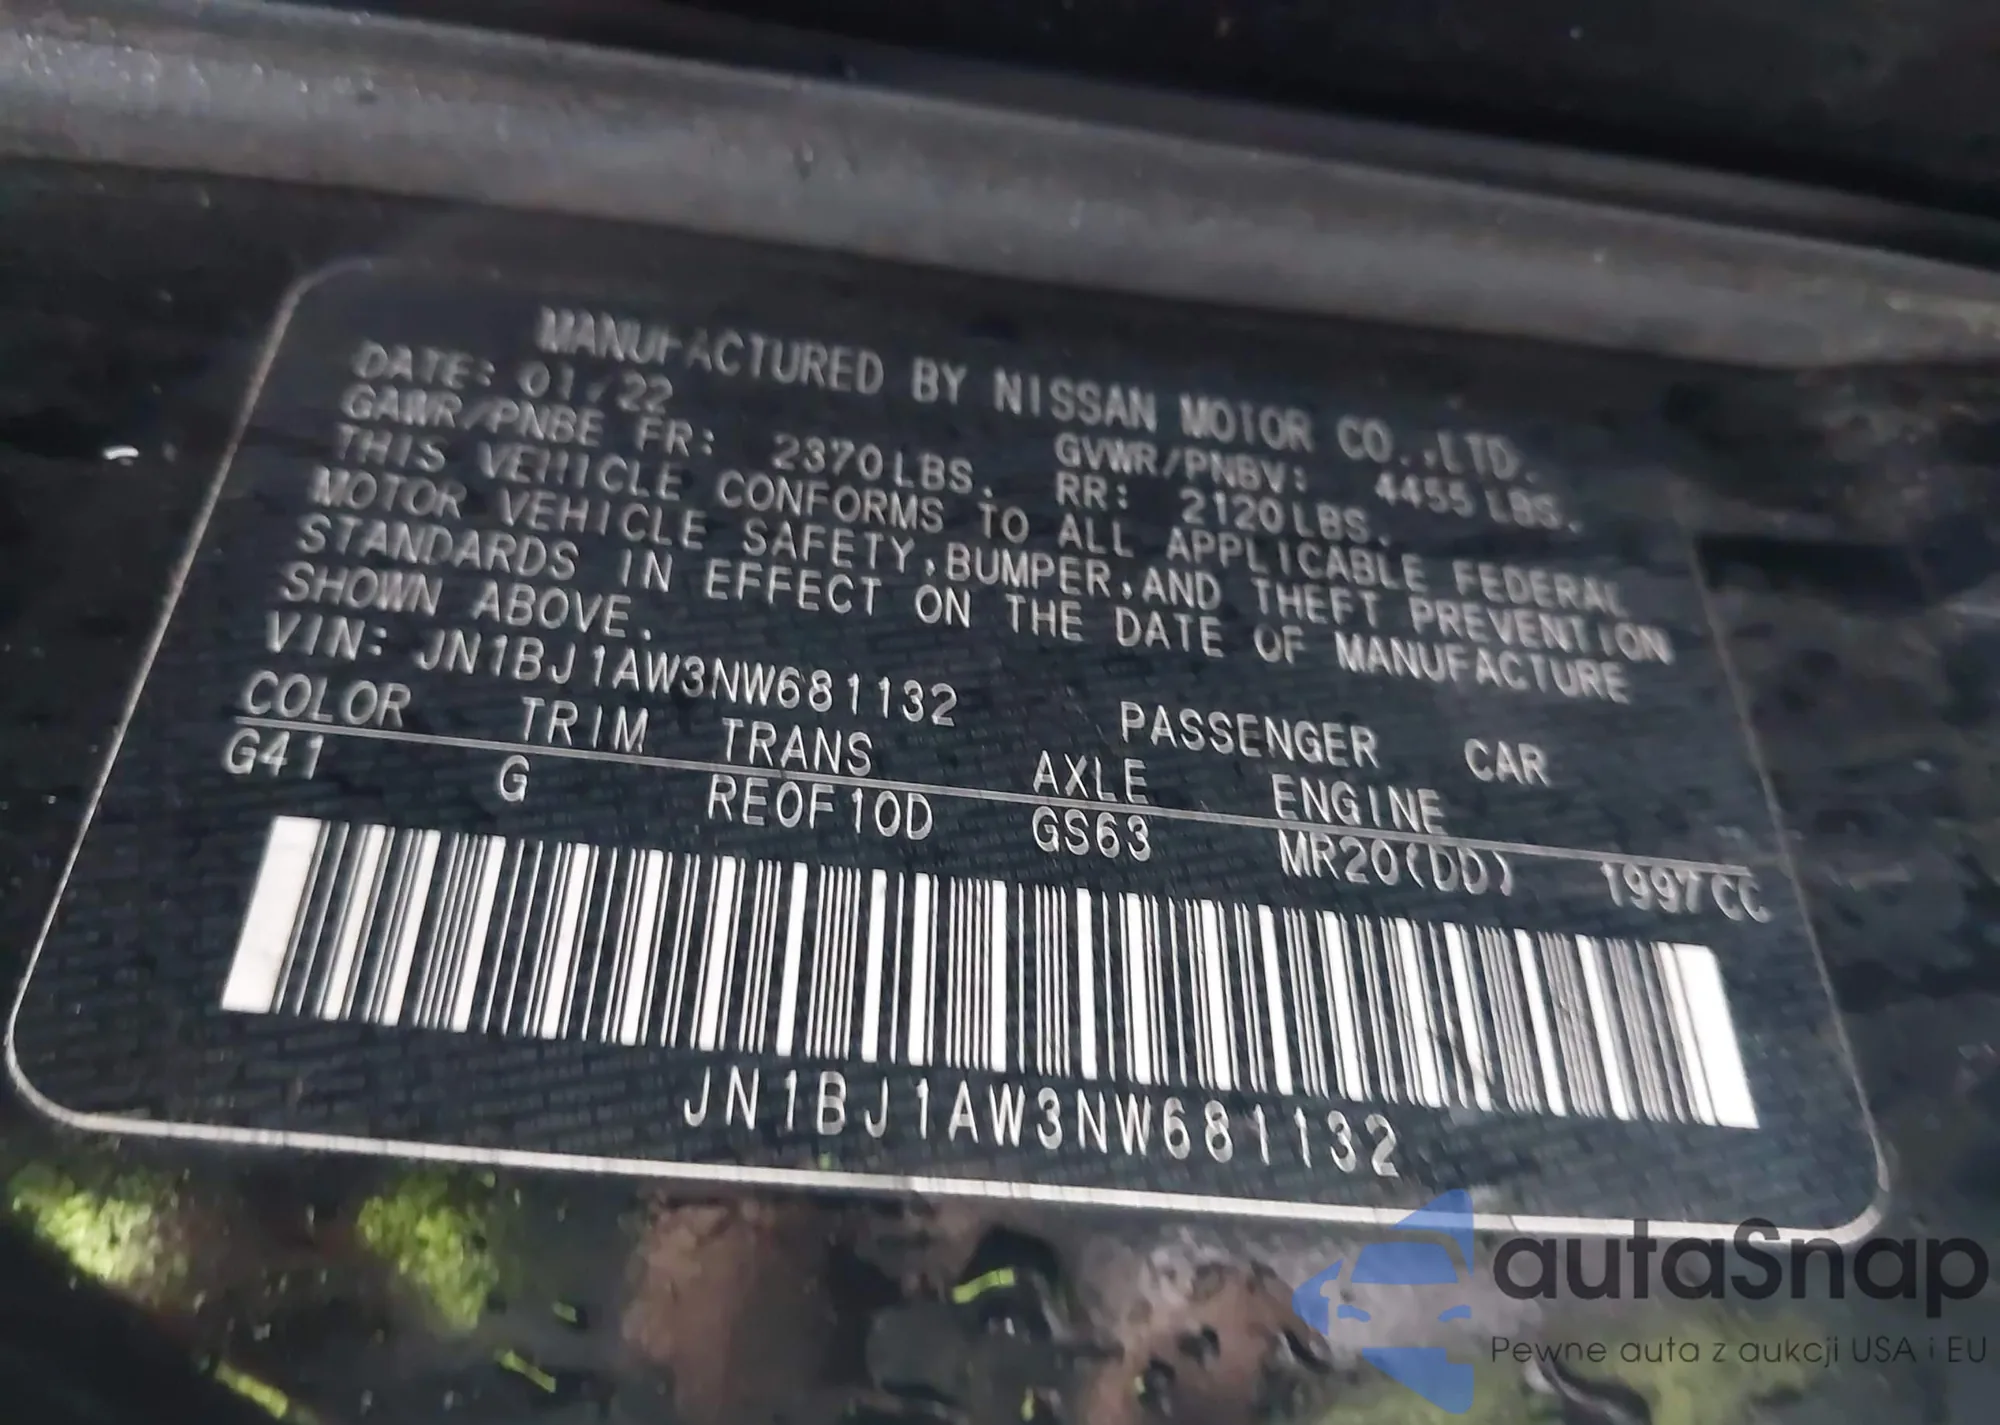 MANUFACTURED BY NISSAN MOTOR CO.,LTD.
DATE: 01/22 GVWR/PNBV: 4455LBS.
GAWR/PNBE FR: 2370LBS. RR: 2120LBS.
THIS VEHICLE CONFORMS TO ALL APPLICABLE FEDERAL
MOTOR VEHICLE SAFETY,BUMPER,AND THEFT PREVENTION
STANDARDS IN EFFECT ON THE DATE OF MANUFACTURE
SHOWN ABOVE.
VIN: JN1BJ1AW3NW681132 PASSENGER CAR
COLOR TRIM TRANS AXLE ENGINE
G41 G RE0F10D GS63 MR20(DD) 1997CC
JN1BJ1AW3NW681132
autaSnap
Pewne auta z aukcji USA i EU